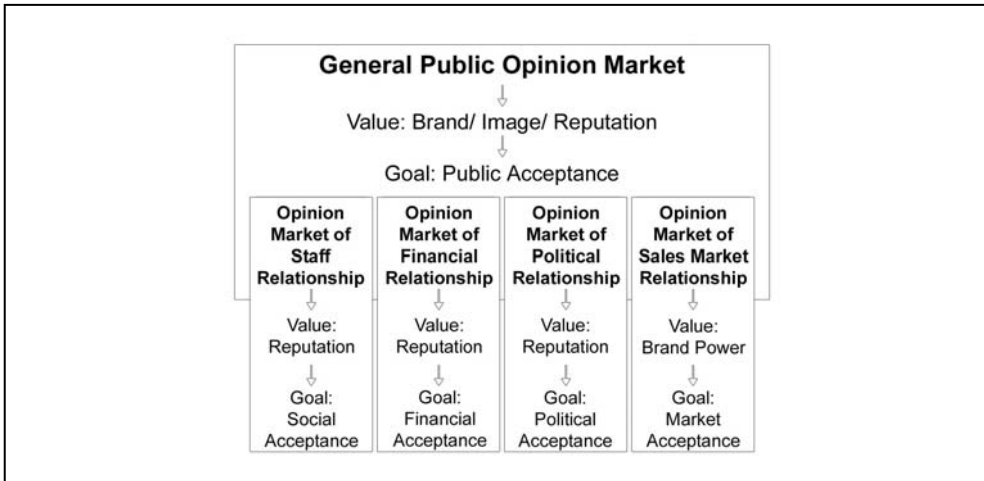 General Public Opinion Market
Value: Brand/ Image/ Reputation
Goal: Public Acceptance
Opinion
Market of
Staff
Relationship
Value:
Reputation
Goal:
Social
Acceptance
Opinion
Market of
Financial
Relationship
Value:
Reputation
Goal:
Financial
Acceptance
Opinion
Market of
Political
Relationship
Value:
Reputation
Goal:
Political
Acceptance
Opinion
Market of
Sales Market
Relationship
Value:
Brand Power
Goal:
Market
Acceptance